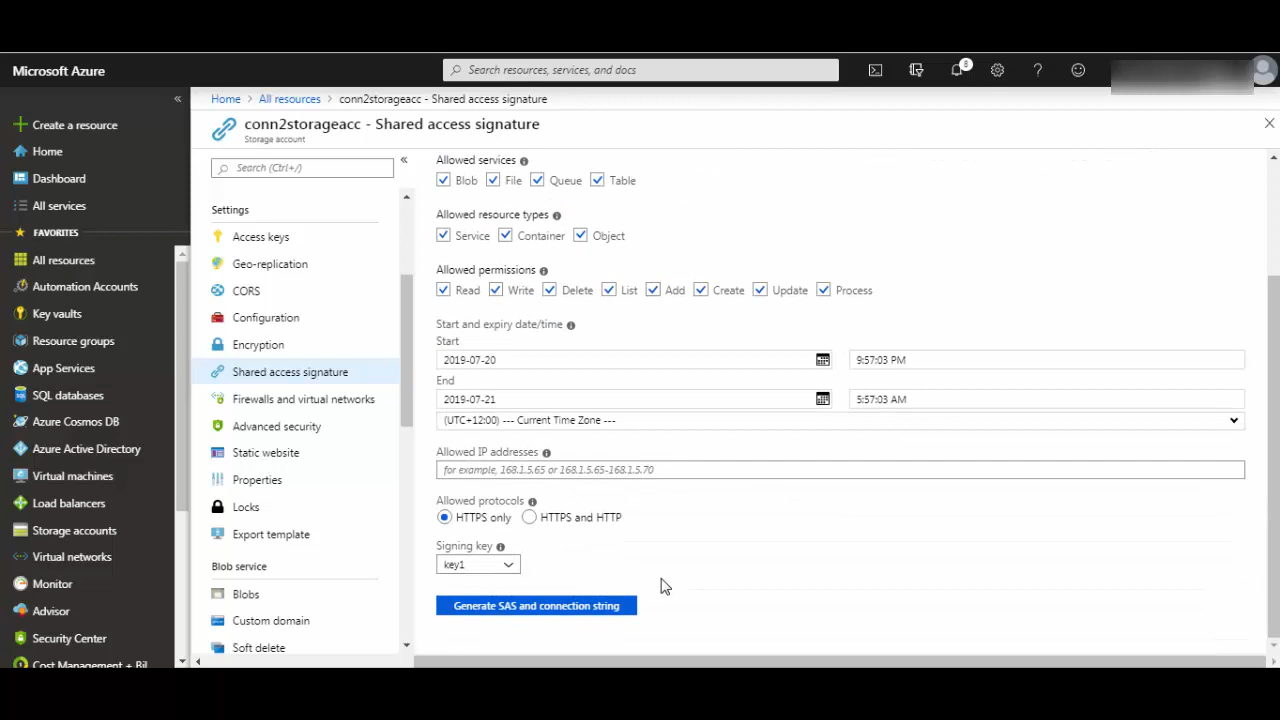 Microsoft Azure
Search resources, services, and docs
8
«
Home > All resources > conn2storageacc - Shared access signature
Create a resource
Home
Dashboard
All services
FAVORITES
All resources
Automation Accounts
Key vaults
Resource groups
App Services
SQL databases
Azure Cosmos DB
Azure Active Directory
Virtual machines
Load balancers
Storage accounts
Virtual networks
Monitor
Advisor
Security Center
Cost Management + Bil
conn2storageacc - Shared access signature
Storage account
Search (Ctrl+/)
«
Settings
Access keys
Geo-replication
CORS
Configuration
Encryption
Shared access signature
Firewalls and virtual networks
Advanced security
Static website
Properties
Locks
Export template
Blob service
Blobs
Custom domain
Soft delete
Allowed services
Blob File Queue Table
Allowed resource types
Service Container Object
Allowed permissions
Read Write Delete List Add Create Update Process
Start and expiry date/time
Start
2019-07-20 9:57:03 PM
End
2019-07-21 5:57:03 AM
(UTC+12:00) --- Current Time Zone ---
Allowed IP addresses
for example, 168.1.5.65 or 168.1.5.65-168.1.5.70
Allowed protocols
HTTPS only HTTPS and HTTP
Signing key
key1
Generate SAS and connection string